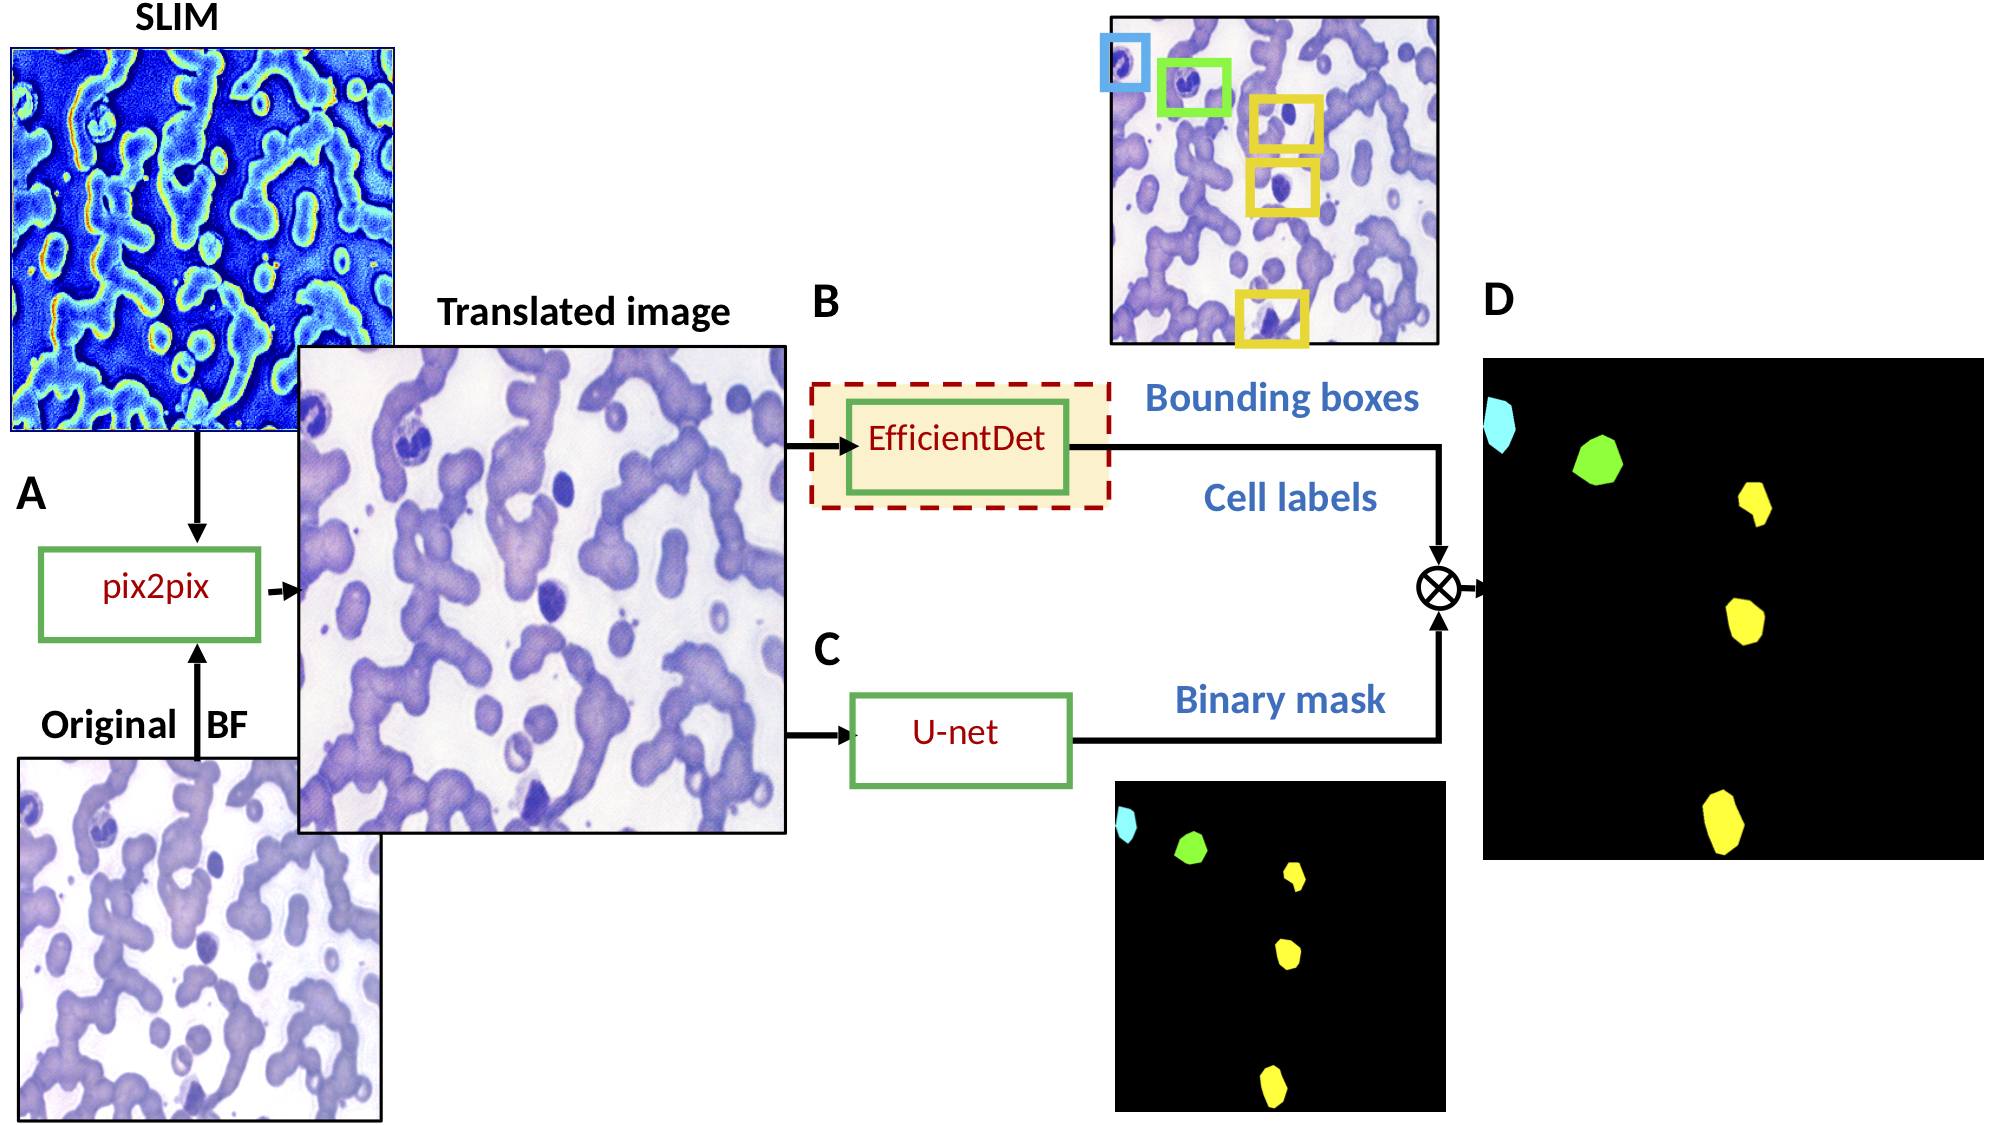 SLIM
Translated image
B
D
Bounding boxes
EfficientDet
Cell labels
A
pix2pix
C
Original BF
Binary mask
U-net